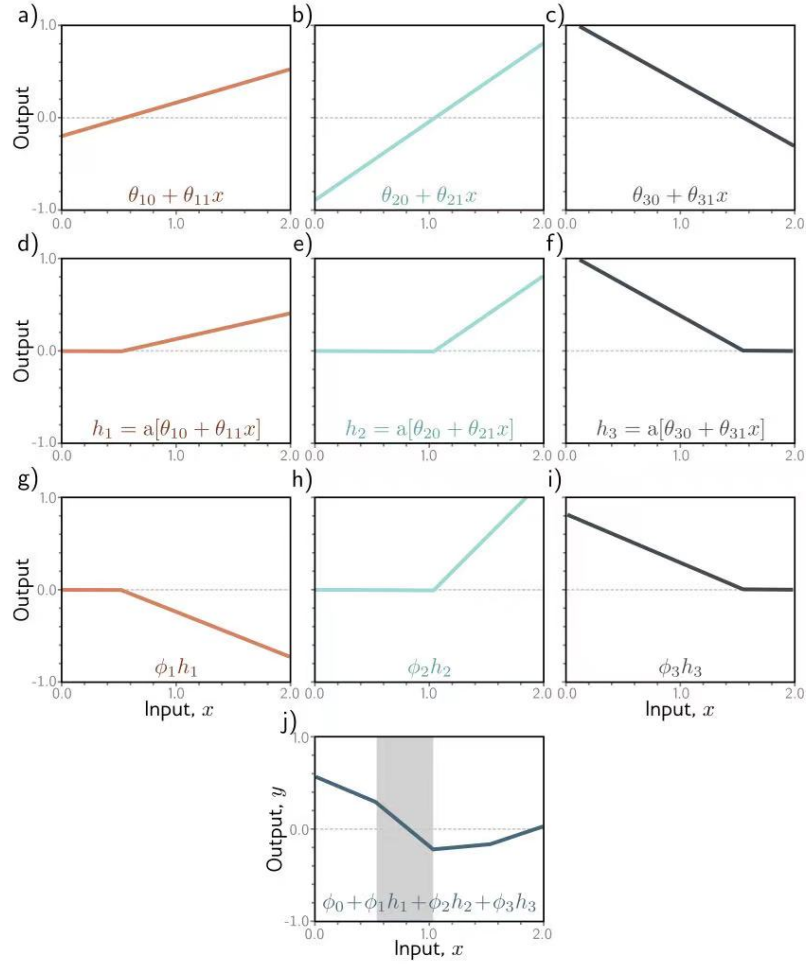 a) b) c)
1.0
0.0
-1.0
Output
θ₁₀ + θ₁₁x θ₂₀ + θ₂₁x θ₃₀ + θ₃₁x
0.0 1.0 2.0 0.0 1.0 2.0 0.0 1.0 2.0
d) e) f)
1.0
0.0
-1.0
Output
h₁ = a[θ₁₀ + θ₁₁x] h₂ = a[θ₂₀ + θ₂₁x] h₃ = a[θ₃₀ + θ₃₁x]
0.0 1.0 2.0 0.0 1.0 2.0 0.0 1.0 2.0
g) h) i)
1.0
0.0
-1.0
Output
ϕ₁h₁ ϕ₂h₂ ϕ₃h₃
0.0 1.0 2.0 0.0 1.0 2.0 0.0 1.0 2.0
Input, x Input, x Input, x
j)
1.0
0.0
-1.0
Output, y
ϕ₀+ϕ₁h₁+ϕ₂h₂+ϕ₃h₃
0.0 1.0 2.0
Input, x